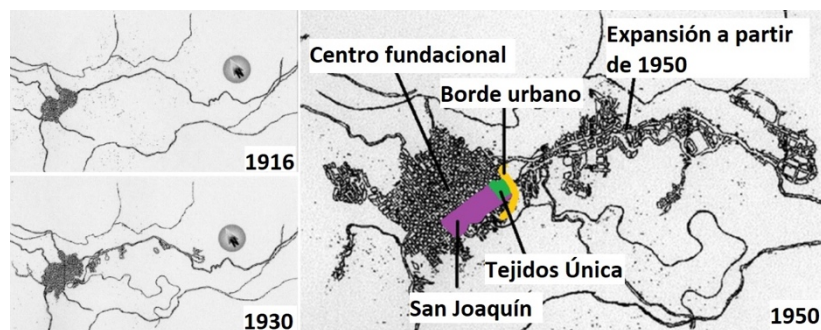 1916
1930
Centro fundacional
Borde urbano
Expansión a partir
de 1950
Tejidos Única
San Joaquín
1950